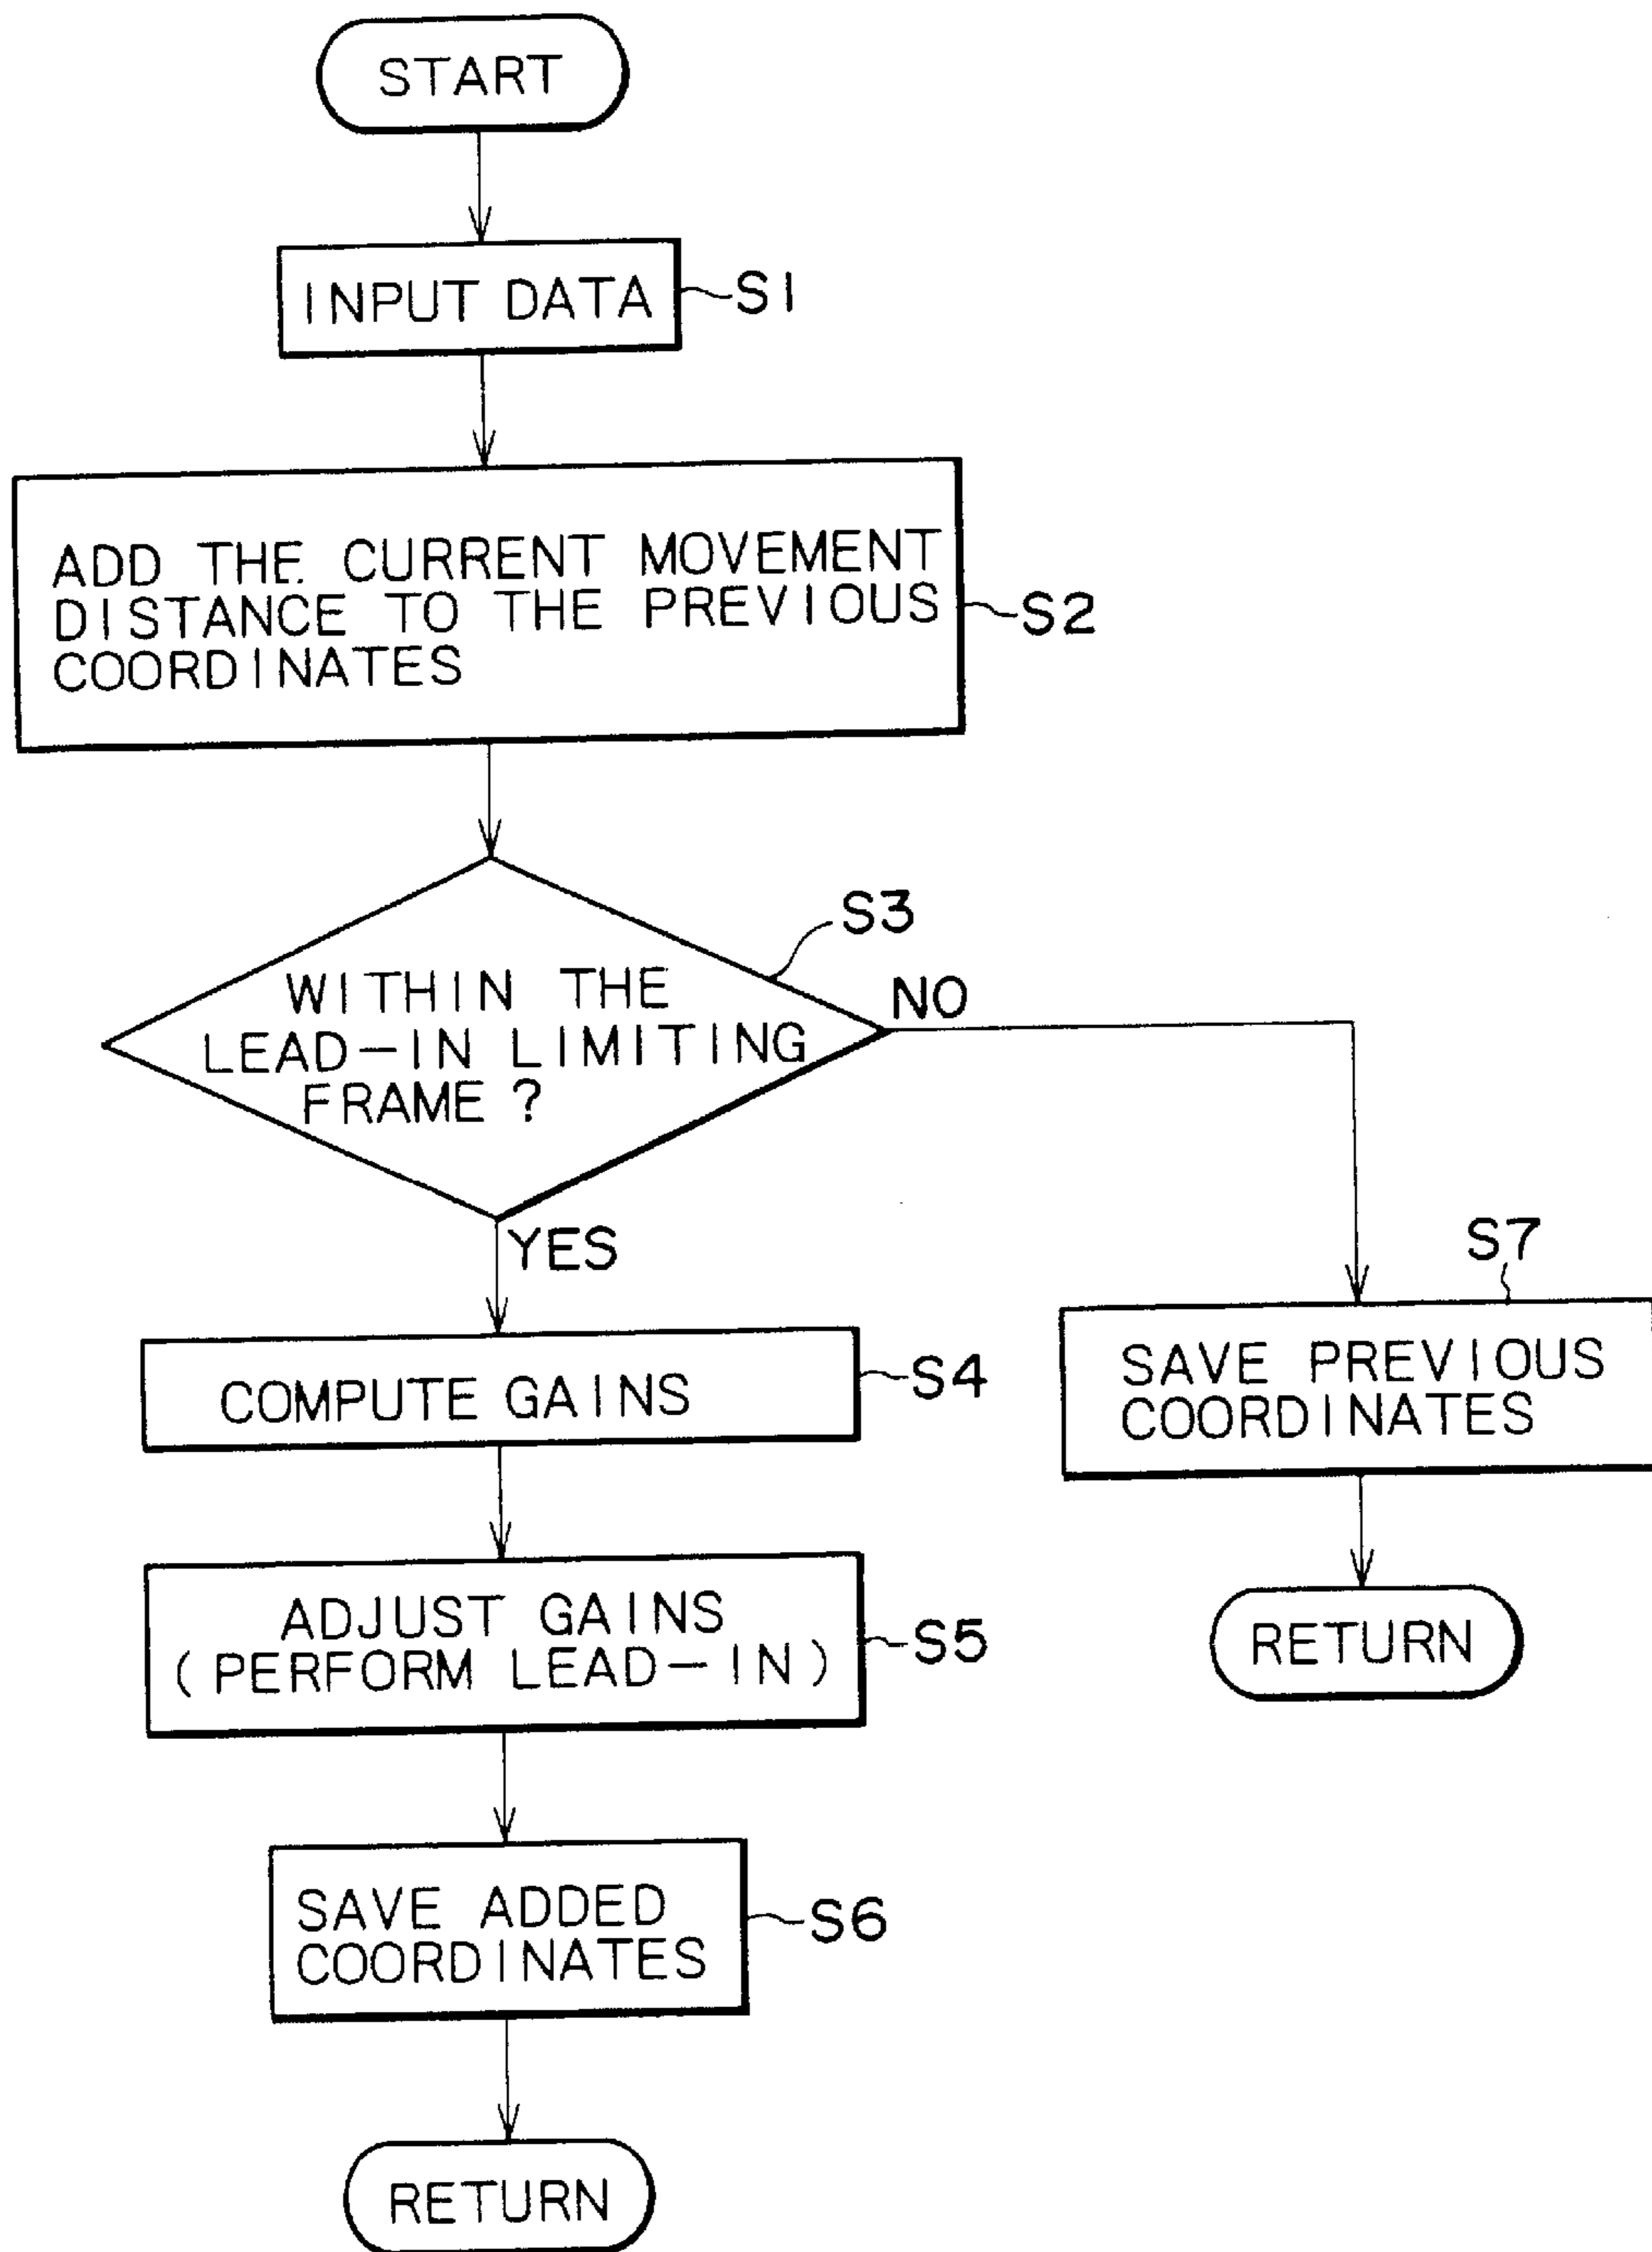 START
INPUT DATA
S1
ADD THE CURRENT MOVEMENT
DISTANCE TO THE PREVIOUS
COORDINATES
S2
S3
WITHIN THE
LEAD-IN LIMITING
FRAME?
NO
YES
COMPUTE GAINS
S4
ADJUST GAINS
(PERFORM LEAD-IN)
S5
SAVE ADDED
COORDINATES
S6
RETURN
S7
SAVE PREVIOUS
COORDINATES
RETURN